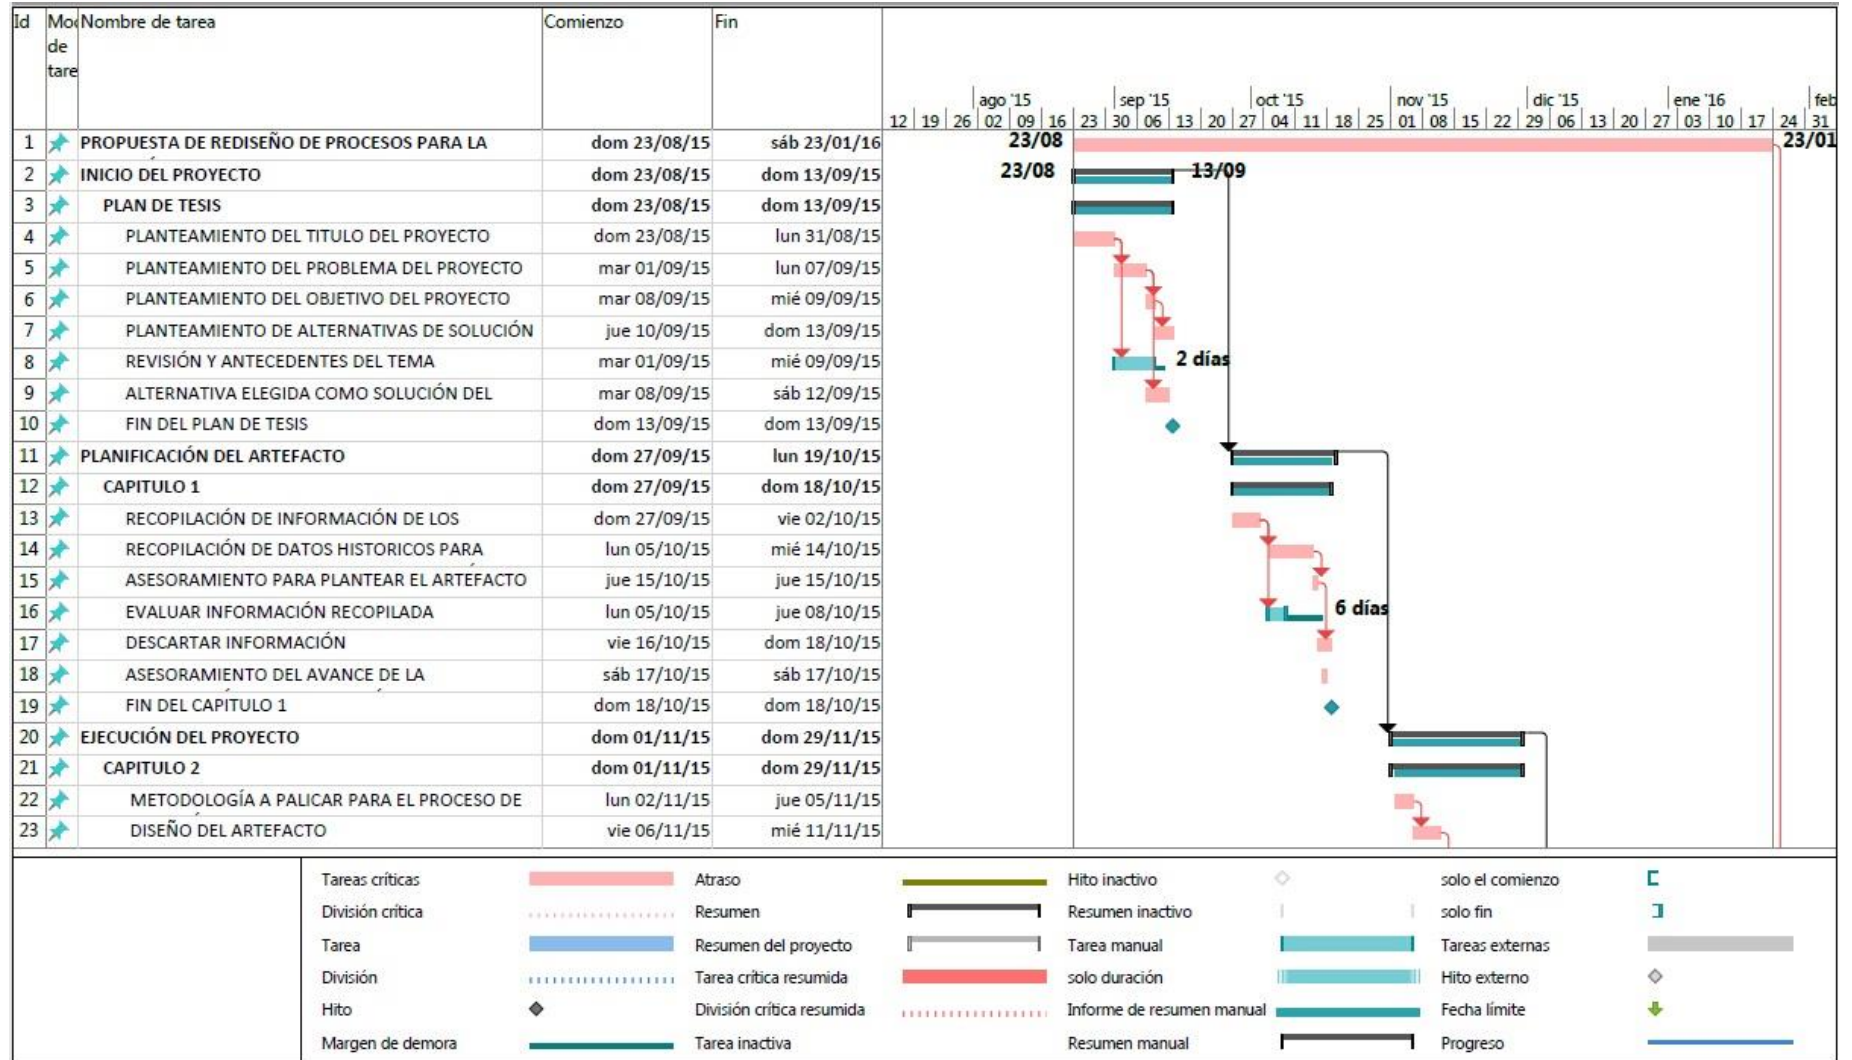 Id Moc Nombre de tarea Comienzo Fin
de
tare
ago '15 sep '15 oct '15 nov '15 dic '15 ene '16 feb
12 19 26 02 09 16 23 30 06 13 20 27 04 11 18 25 01 08 15 22 29 06 13 20 27 03 10 17 24 31
1 PROPUESTA DE REDISEÑO DE PROCESOS PARA LA dom 23/08/15 sáb 23/01/16 23/08 23/01
2 INICIO DEL PROYECTO dom 23/08/15 dom 13/09/15 23/08 13/09
3 PLAN DE TESIS dom 23/08/15 dom 13/09/15
4 PLANTEAMIENTO DEL TITULO DEL PROYECTO dom 23/08/15 lun 31/08/15
5 PLANTEAMIENTO DEL PROBLEMA DEL PROYECTO mar 01/09/15 lun 07/09/15
6 PLANTEAMIENTO DEL OBJETIVO DEL PROYECTO mar 08/09/15 mié 09/09/15
7 PLANTEAMIENTO DE ALTERNATIVAS DE SOLUCIÓN jue 10/09/15 dom 13/09/15
8 REVISIÓN Y ANTECEDENTES DEL TEMA mar 01/09/15 mié 09/09/15 2 días
9 ALTERNATIVA ELEGIDA COMO SOLUCIÓN DEL mar 08/09/15 sáb 12/09/15
10 FIN DEL PLAN DE TESIS dom 13/09/15 dom 13/09/15
11 PLANIFICACIÓN DEL ARTEFACTO dom 27/09/15 lun 19/10/15
12 CAPITULO 1 dom 27/09/15 dom 18/10/15
13 RECOPILACIÓN DE INFORMACIÓN DE LOS dom 27/09/15 vie 02/10/15
14 RECOPILACIÓN DE DATOS HISTORICOS PARA lun 05/10/15 mié 14/10/15
15 ASESORAMIENTO PARA PLANTEAR EL ARTEFACTO jue 15/10/15 jue 15/10/15
16 EVALUAR INFORMACIÓN RECOPILADA lun 05/10/15 jue 08/10/15 6 días
17 DESCARTAR INFORMACIÓN vie 16/10/15 dom 18/10/15
18 ASESORAMIENTO DEL AVANCE DE LA sáb 17/10/15 sáb 17/10/15
19 FIN DEL CAPITULO 1 dom 18/10/15 dom 18/10/15
20 EJECUCIÓN DEL PROYECTO dom 01/11/15 dom 29/11/15
21 CAPITULO 2 dom 01/11/15 dom 29/11/15
22 METODOLOGÍA A PALICAR PARA EL PROCESO DE lun 02/11/15 jue 05/11/15
23 DISEÑO DEL ARTEFACTO vie 06/11/15 mié 11/11/15
Tareas críticas Atraso Hito inactivo solo el comienzo
División crítica Resumen Resumen inactivo solo fin
Tarea Resumen del proyecto Tarea manual Tareas externas
División Tarea crítica resumida solo duración Hito externo
Hito División crítica resumida Informe de resumen manual Fecha límite
Margen de demora Tarea inactiva Resumen manual Progreso